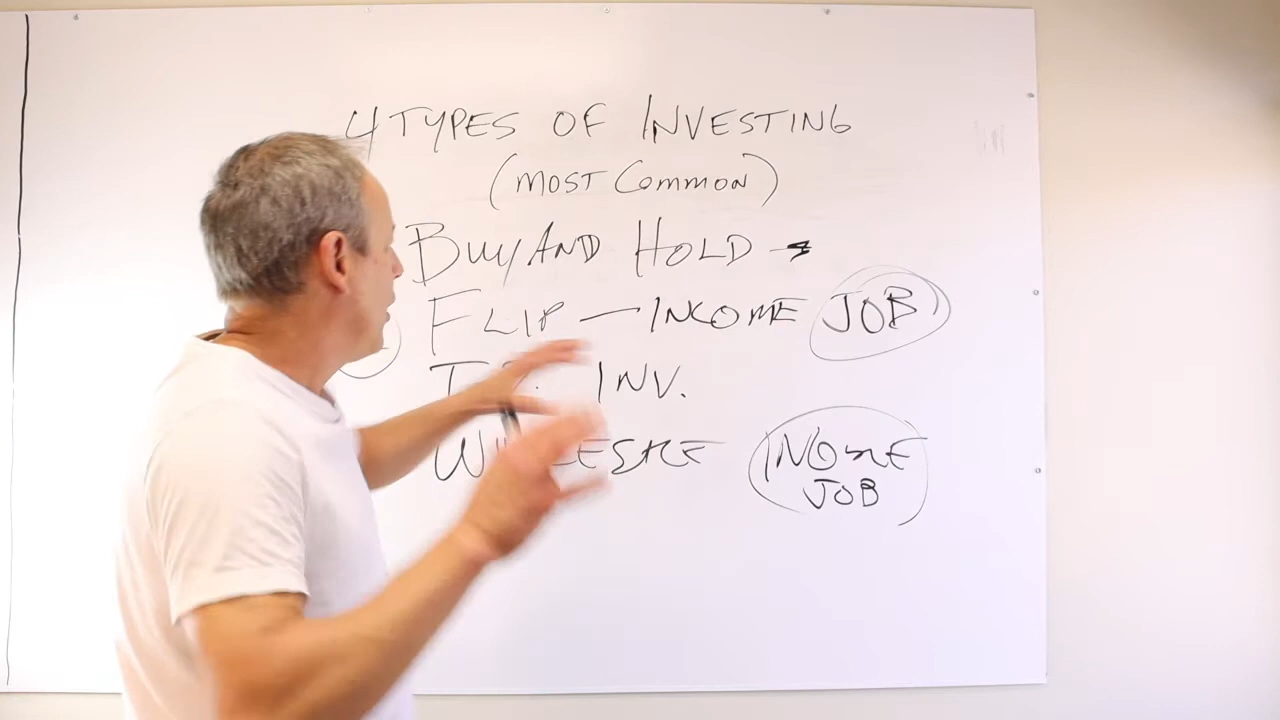 4 TYPES OF INVESTING
(MOST COMMON)
BUY AND HOLD →
FLIP — INCOME JOB
INV.
INCOME
JOB